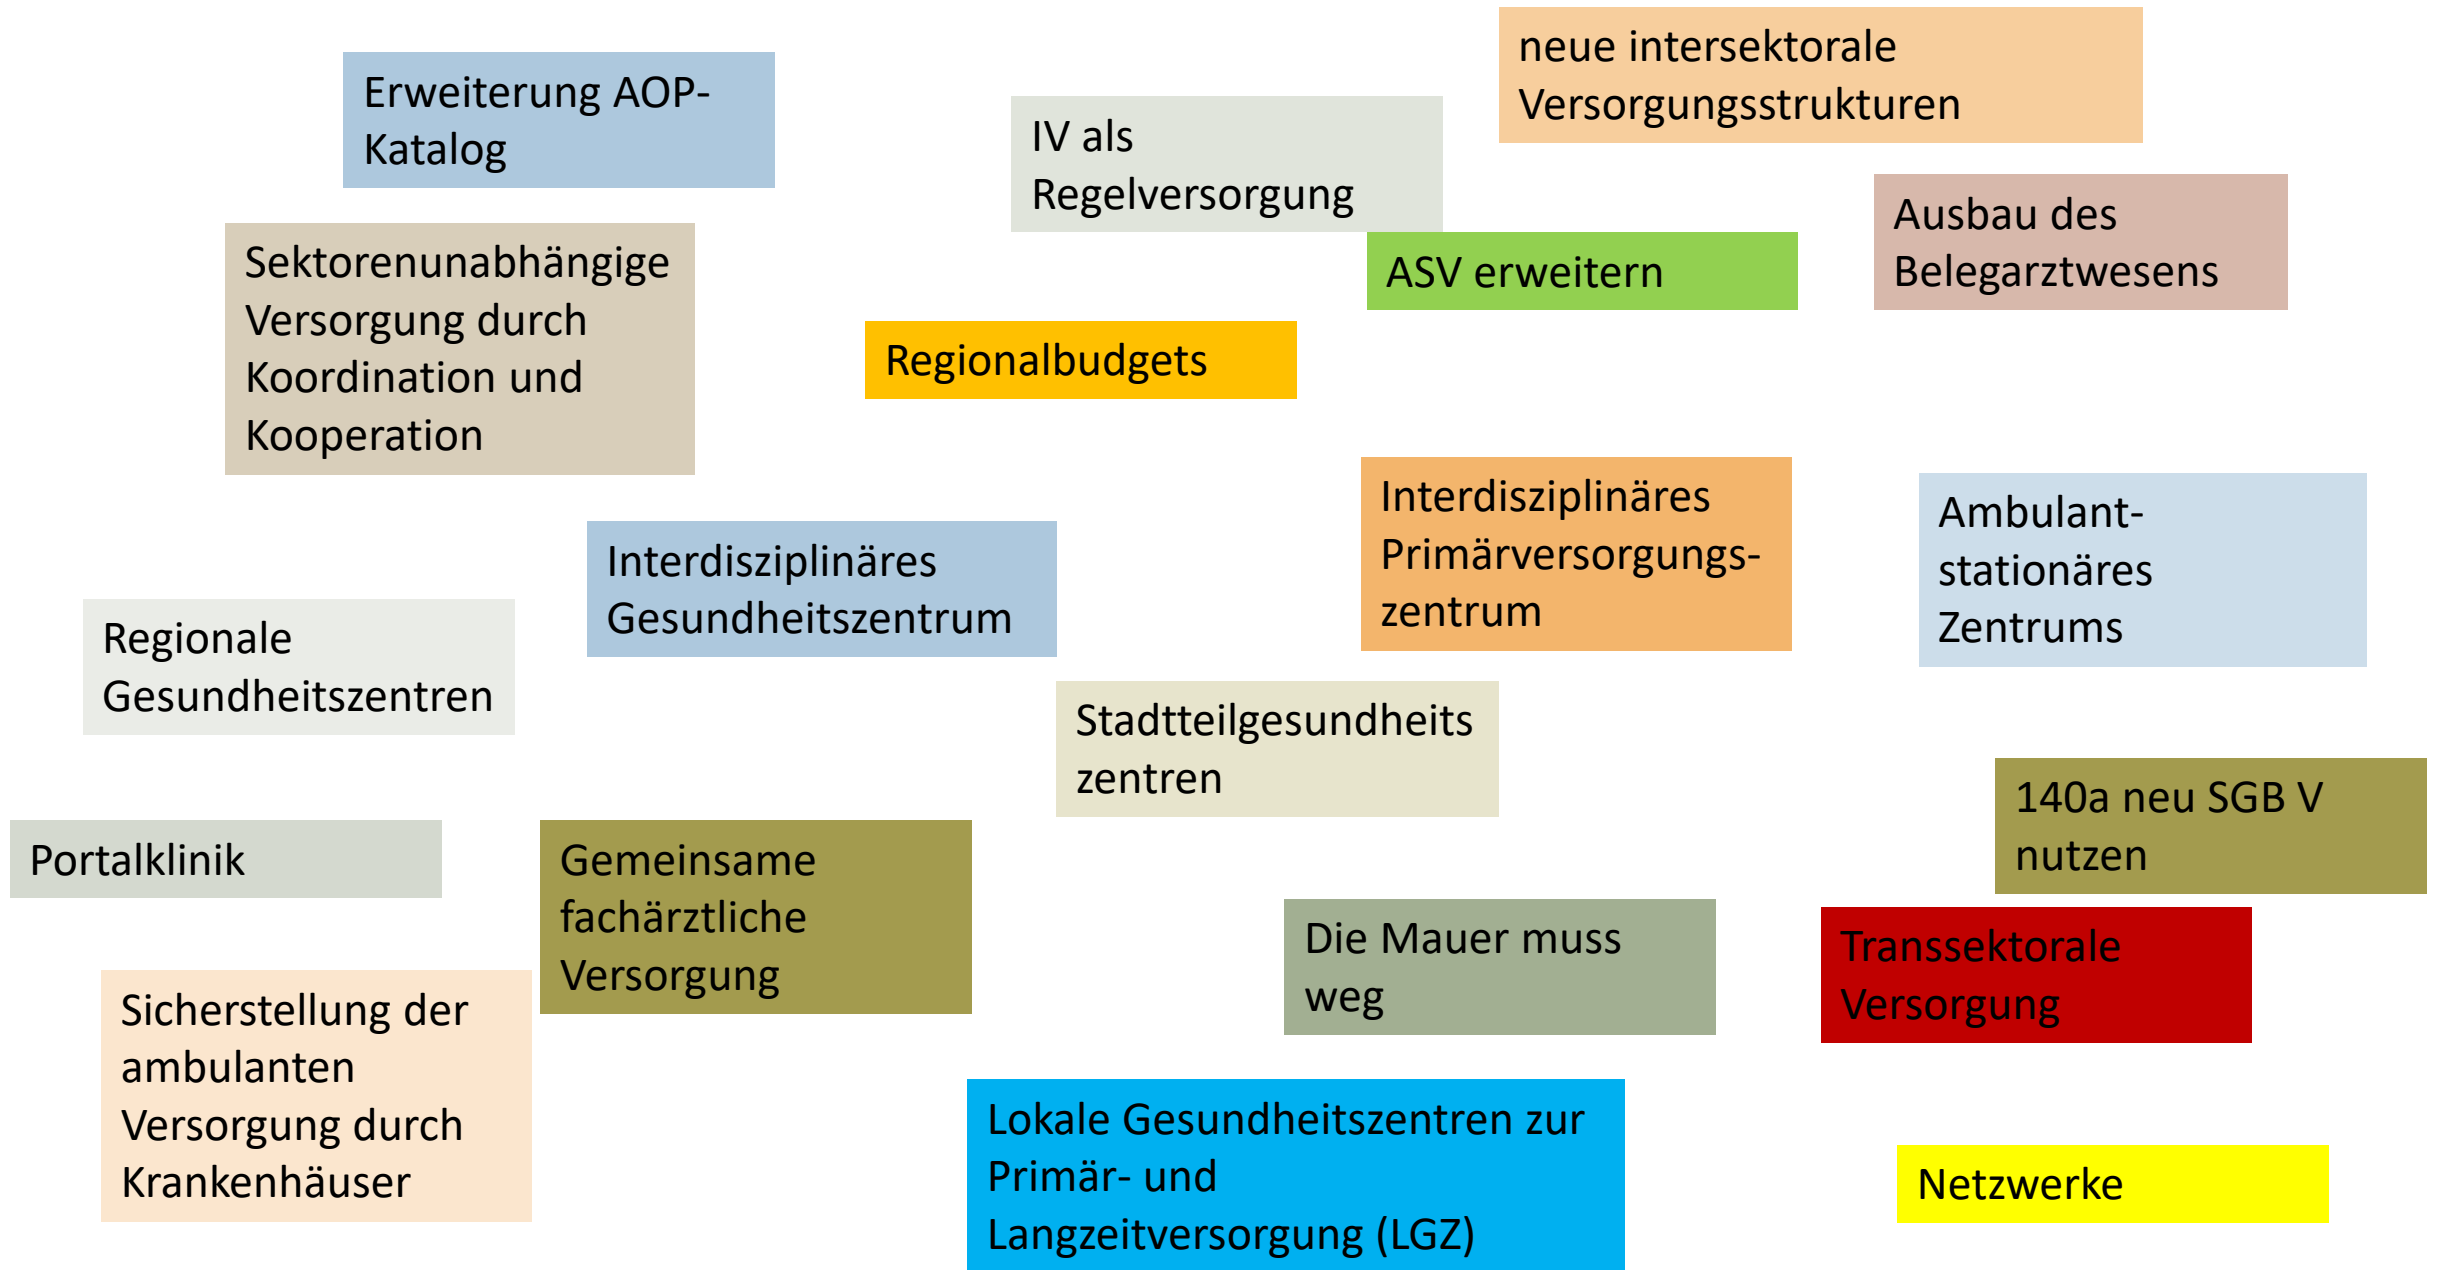 neue intersektorale
Versorgungsstrukturen
Erweiterung AOP-
Katalog
IV als
Regelversorgung
Ausbau des
Belegarztwesens
Sektorenunabhängige
Versorgung durch
Koordination und
Kooperation
ASV erweitern
Regionalbudgets
Interdisziplinäres
Primärversorgungs-
zentrum
Ambulant-
stationäres
Zentrums
Interdisziplinäres
Gesundheitszentrum
Regionale
Gesundheitszentren
Stadtteilgesundheits
zentren
140a neu SGB V
nutzen
Portalklinik
Gemeinsame
fachärztliche
Versorgung
Die Mauer muss
weg
Transsektorale
Versorgung
Sicherstellung der
ambulanten
Versorgung durch
Krankenhäuser
Lokale Gesundheitszentren zur
Primär- und
Langzeitversorgung (LGZ)
Netzwerke